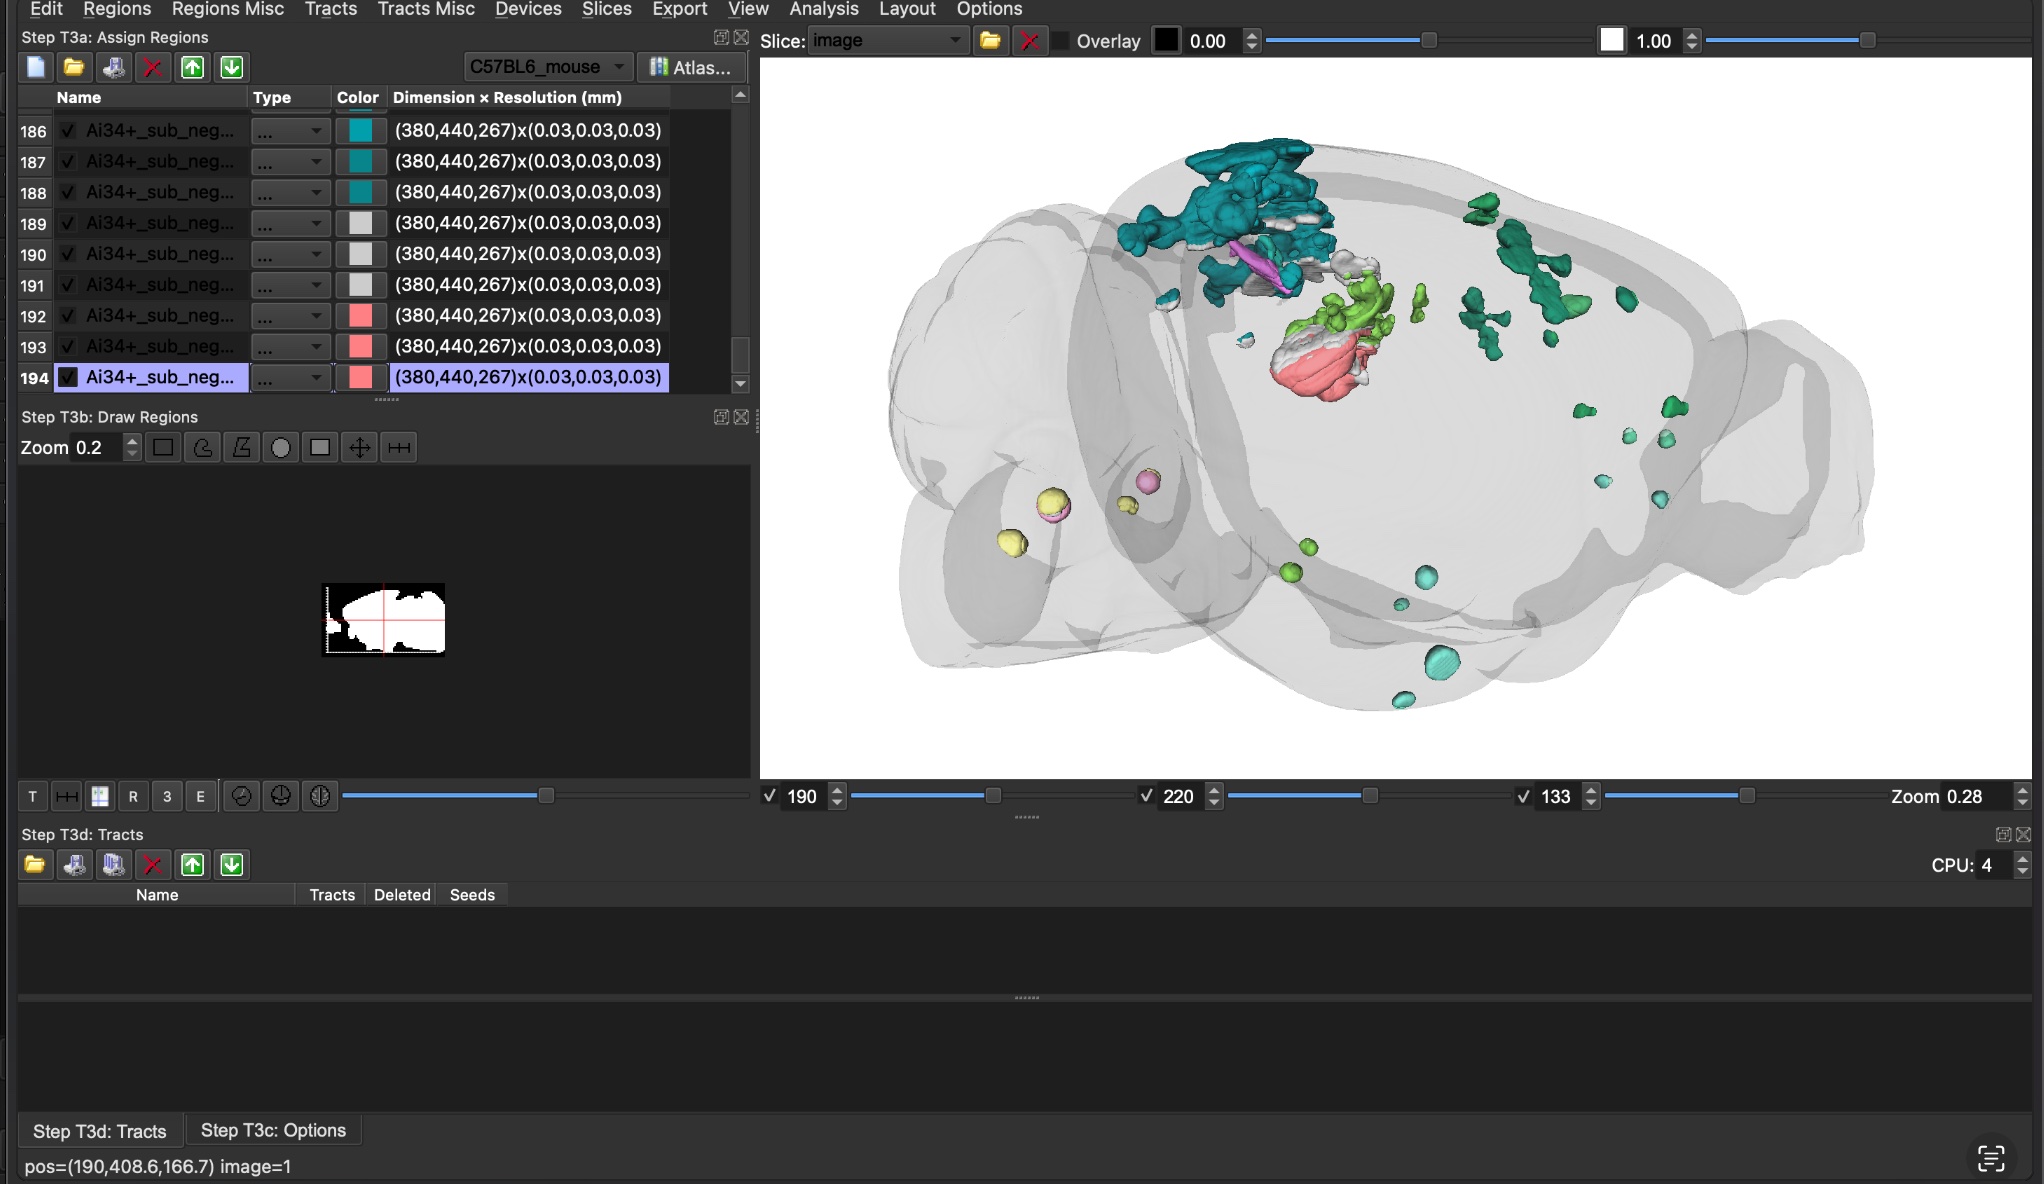 Edit Regions Regions Misc Tracts Tracts Misc Devices Slices Export View Analysis Layout Options
Step T3a: Assign Regions
Slice: image Overlay 0.00 1.00
C57BL6_mouse Atlas...
Name Type Color Dimension × Resolution (mm)
186 Ai34+_sub_neg... ... (380,440,267)x(0.03,0.03,0.03)
187 Ai34+_sub_neg... ... (380,440,267)x(0.03,0.03,0.03)
188 Ai34+_sub_neg... ... (380,440,267)x(0.03,0.03,0.03)
189 Ai34+_sub_neg... ... (380,440,267)x(0.03,0.03,0.03)
190 Ai34+_sub_neg... ... (380,440,267)x(0.03,0.03,0.03)
191 Ai34+_sub_neg... ... (380,440,267)x(0.03,0.03,0.03)
192 Ai34+_sub_neg... ... (380,440,267)x(0.03,0.03,0.03)
193 Ai34+_sub_neg... ... (380,440,267)x(0.03,0.03,0.03)
194 Ai34+_sub_neg... ... (380,440,267)x(0.03,0.03,0.03)
Step T3b: Draw Regions
Zoom 0.2
T R 3 E
190 220 133 Zoom 0.28
Step T3d: Tracts
CPU: 4
Name Tracts Deleted Seeds
Step T3d: Tracts Step T3c: Options
pos=(190,408.6,166.7) image=1